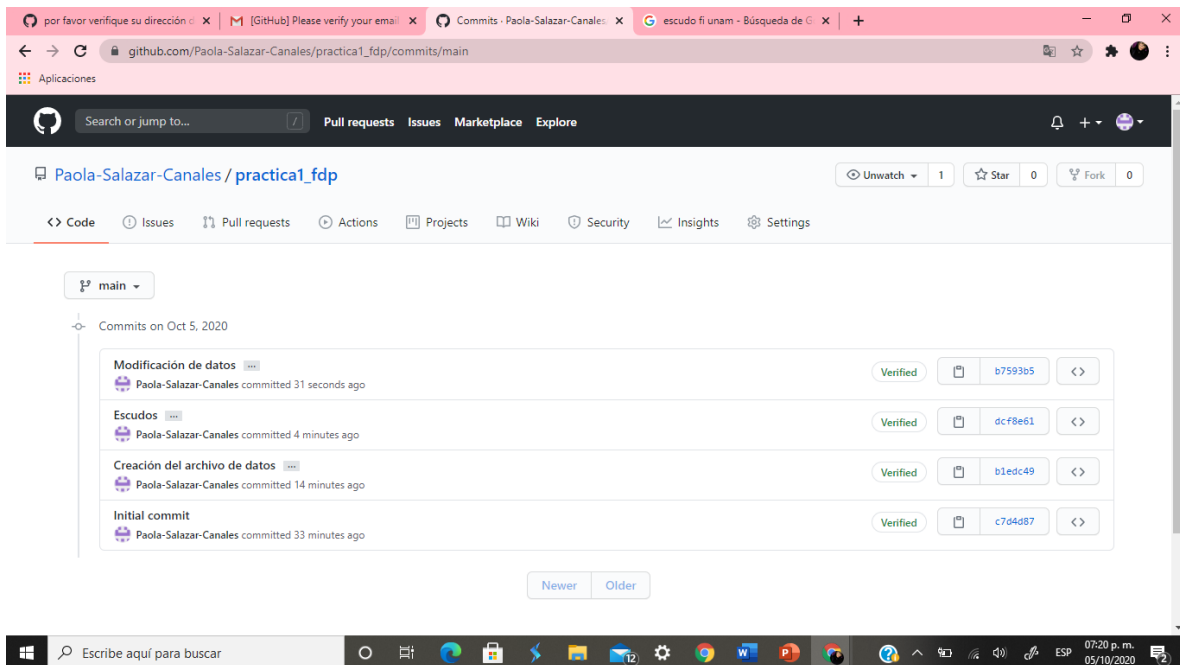 por favor verifique su dirección d
[GitHub] Please verify your email
Commits · Paola-Salazar-Canales
escudo fi unam - Búsqueda de G
github.com/Paola-Salazar-Canales/practica1_fdp/commits/main
Aplicaciones
Search or jump to... /
Pull requests Issues Marketplace Explore
Paola-Salazar-Canales / practica1_fdp
Unwatch 1 Star 0 Fork 0
Code Issues Pull requests Actions Projects Wiki Security Insights Settings
main
Commits on Oct 5, 2020
Modificación de datos ...
Paola-Salazar-Canales committed 31 seconds ago
Verified b7593b5
Escudos ...
Paola-Salazar-Canales committed 4 minutes ago
Verified dcf8e61
Creación del archivo de datos ...
Paola-Salazar-Canales committed 14 minutes ago
Verified b1edc49
Initial commit
Paola-Salazar-Canales committed 33 minutes ago
Verified c7d4d87
Newer Older
Escribe aquí para buscar
12
ESP
07:20 p. m.
05/10/2020
2